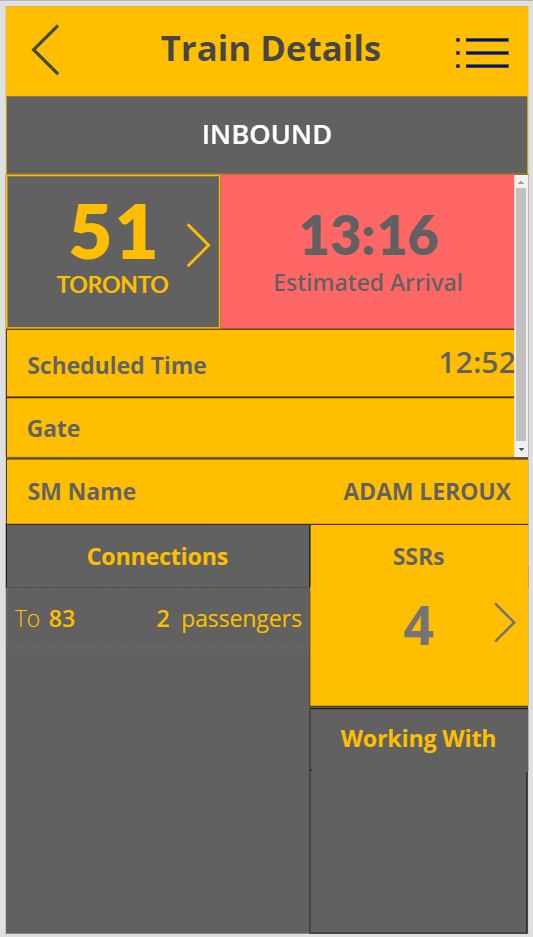 Train Details
INBOUND
51
TORONTO
13:16
Estimated Arrival
Scheduled Time 12:52
Gate
SM Name ADAM LEROUX
Connections
To 83 2 passengers
SSRs
4
Working With